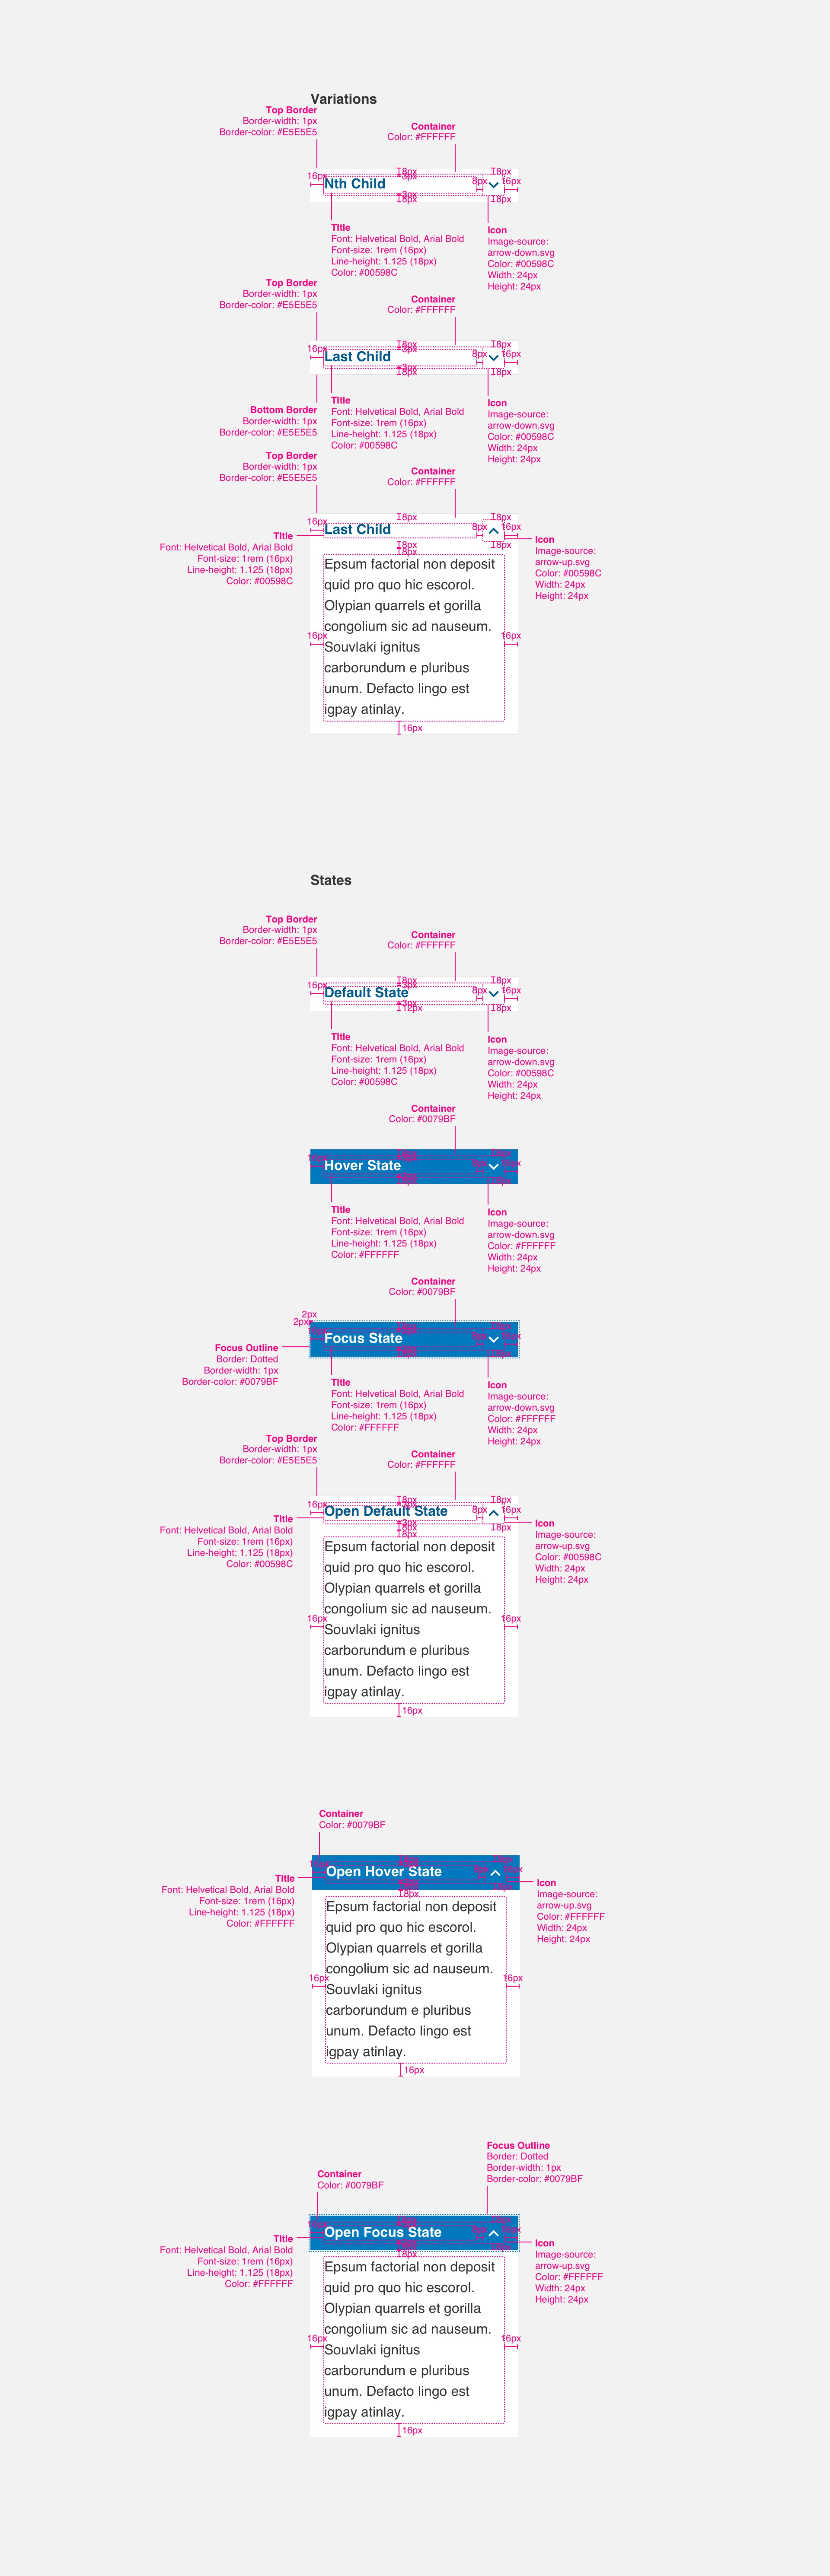 Variations
Top Border
Border-width: 1px
Border-color: #E5E5E5
Container
Color: #FFFFFF
18px
3px
18px
16px
Nth Child
8px
16px
3px
18px
18px
TItle
Font: Helvetical Bold, Arial Bold
Font-size: 1rem (16px)
Line-height: 1.125 (18px)
Color: #00598C
Icon
Image-source:
arrow-down.svg
Color: #00598C
Width: 24px
Height: 24px
Top Border
Border-width: 1px
Border-color: #E5E5E5
Container
Color: #FFFFFF
18px
3px
18px
16px
Last Child
8px
16px
3px
18px
18px
Bottom Border
Border-width: 1px
Border-color: #E5E5E5
TItle
Font: Helvetical Bold, Arial Bold
Font-size: 1rem (16px)
Line-height: 1.125 (18px)
Color: #00598C
Icon
Image-source:
arrow-down.svg
Color: #00598C
Width: 24px
Height: 24px
Top Border
Border-width: 1px
Border-color: #E5E5E5
Container
Color: #FFFFFF
18px
18px
16px
Last Child
8px
16px
18px
18px
18px
TItle
Font: Helvetical Bold, Arial Bold
Font-size: 1rem (16px)
Line-height: 1.125 (18px)
Color: #00598C
Icon
Image-source:
arrow-up.svg
Color: #00598C
Width: 24px
Height: 24px
Epsum factorial non deposit
quid pro quo hic escorol.
Olypian quarrels et gorilla
congolium sic ad nauseum.
Souvlaki ignitus
carborundum e pluribus
unum. Defacto lingo est
igpay atinlay.
16px
16px
16px
States
Top Border
Border-width: 1px
Border-color: #E5E5E5
Container
Color: #FFFFFF
18px
3px
18px
16px
Default State
8px
16px
3px
12px
18px
TItle
Font: Helvetical Bold, Arial Bold
Font-size: 1rem (16px)
Line-height: 1.125 (18px)
Color: #00598C
Icon
Image-source:
arrow-down.svg
Color: #00598C
Width: 24px
Height: 24px
Container
Color: #0079BF
Hover State
TItle
Font: Helvetical Bold, Arial Bold
Font-size: 1rem (16px)
Line-height: 1.125 (18px)
Color: #FFFFFF
Icon
Image-source:
arrow-down.svg
Color: #FFFFFF
Width: 24px
Height: 24px
Container
Color: #0079BF
2px
2px
Focus State
Focus Outline
Border: Dotted
Border-width: 1px
Border-color: #0079BF
TItle
Font: Helvetical Bold, Arial Bold
Font-size: 1rem (16px)
Line-height: 1.125 (18px)
Color: #FFFFFF
Icon
Image-source:
arrow-down.svg
Color: #FFFFFF
Width: 24px
Height: 24px
Top Border
Border-width: 1px
Border-color: #E5E5E5
Container
Color: #FFFFFF
18px
3px
18px
16px
Open Default State
8px
16px
3px
18px
18px
18px
TItle
Font: Helvetical Bold, Arial Bold
Font-size: 1rem (16px)
Line-height: 1.125 (18px)
Color: #00598C
Icon
Image-source:
arrow-up.svg
Color: #00598C
Width: 24px
Height: 24px
Epsum factorial non deposit
quid pro quo hic escorol.
Olypian quarrels et gorilla
congolium sic ad nauseum.
Souvlaki ignitus
carborundum e pluribus
unum. Defacto lingo est
igpay atinlay.
16px
16px
16px
Container
Color: #0079BF
Open Hover State
18px
TItle
Font: Helvetical Bold, Arial Bold
Font-size: 1rem (16px)
Line-height: 1.125 (18px)
Color: #FFFFFF
Icon
Image-source:
arrow-up.svg
Color: #FFFFFF
Width: 24px
Height: 24px
Epsum factorial non deposit
quid pro quo hic escorol.
Olypian quarrels et gorilla
congolium sic ad nauseum.
Souvlaki ignitus
carborundum e pluribus
unum. Defacto lingo est
igpay atinlay.
16px
16px
16px
Focus Outline
Border: Dotted
Border-width: 1px
Border-color: #0079BF
Container
Color: #0079BF
Open Focus State
18px
TItle
Font: Helvetical Bold, Arial Bold
Font-size: 1rem (16px)
Line-height: 1.125 (18px)
Color: #FFFFFF
Icon
Image-source:
arrow-up.svg
Color: #FFFFFF
Width: 24px
Height: 24px
Epsum factorial non deposit
quid pro quo hic escorol.
Olypian quarrels et gorilla
congolium sic ad nauseum.
Souvlaki ignitus
carborundum e pluribus
unum. Defacto lingo est
igpay atinlay.
16px
16px
16px